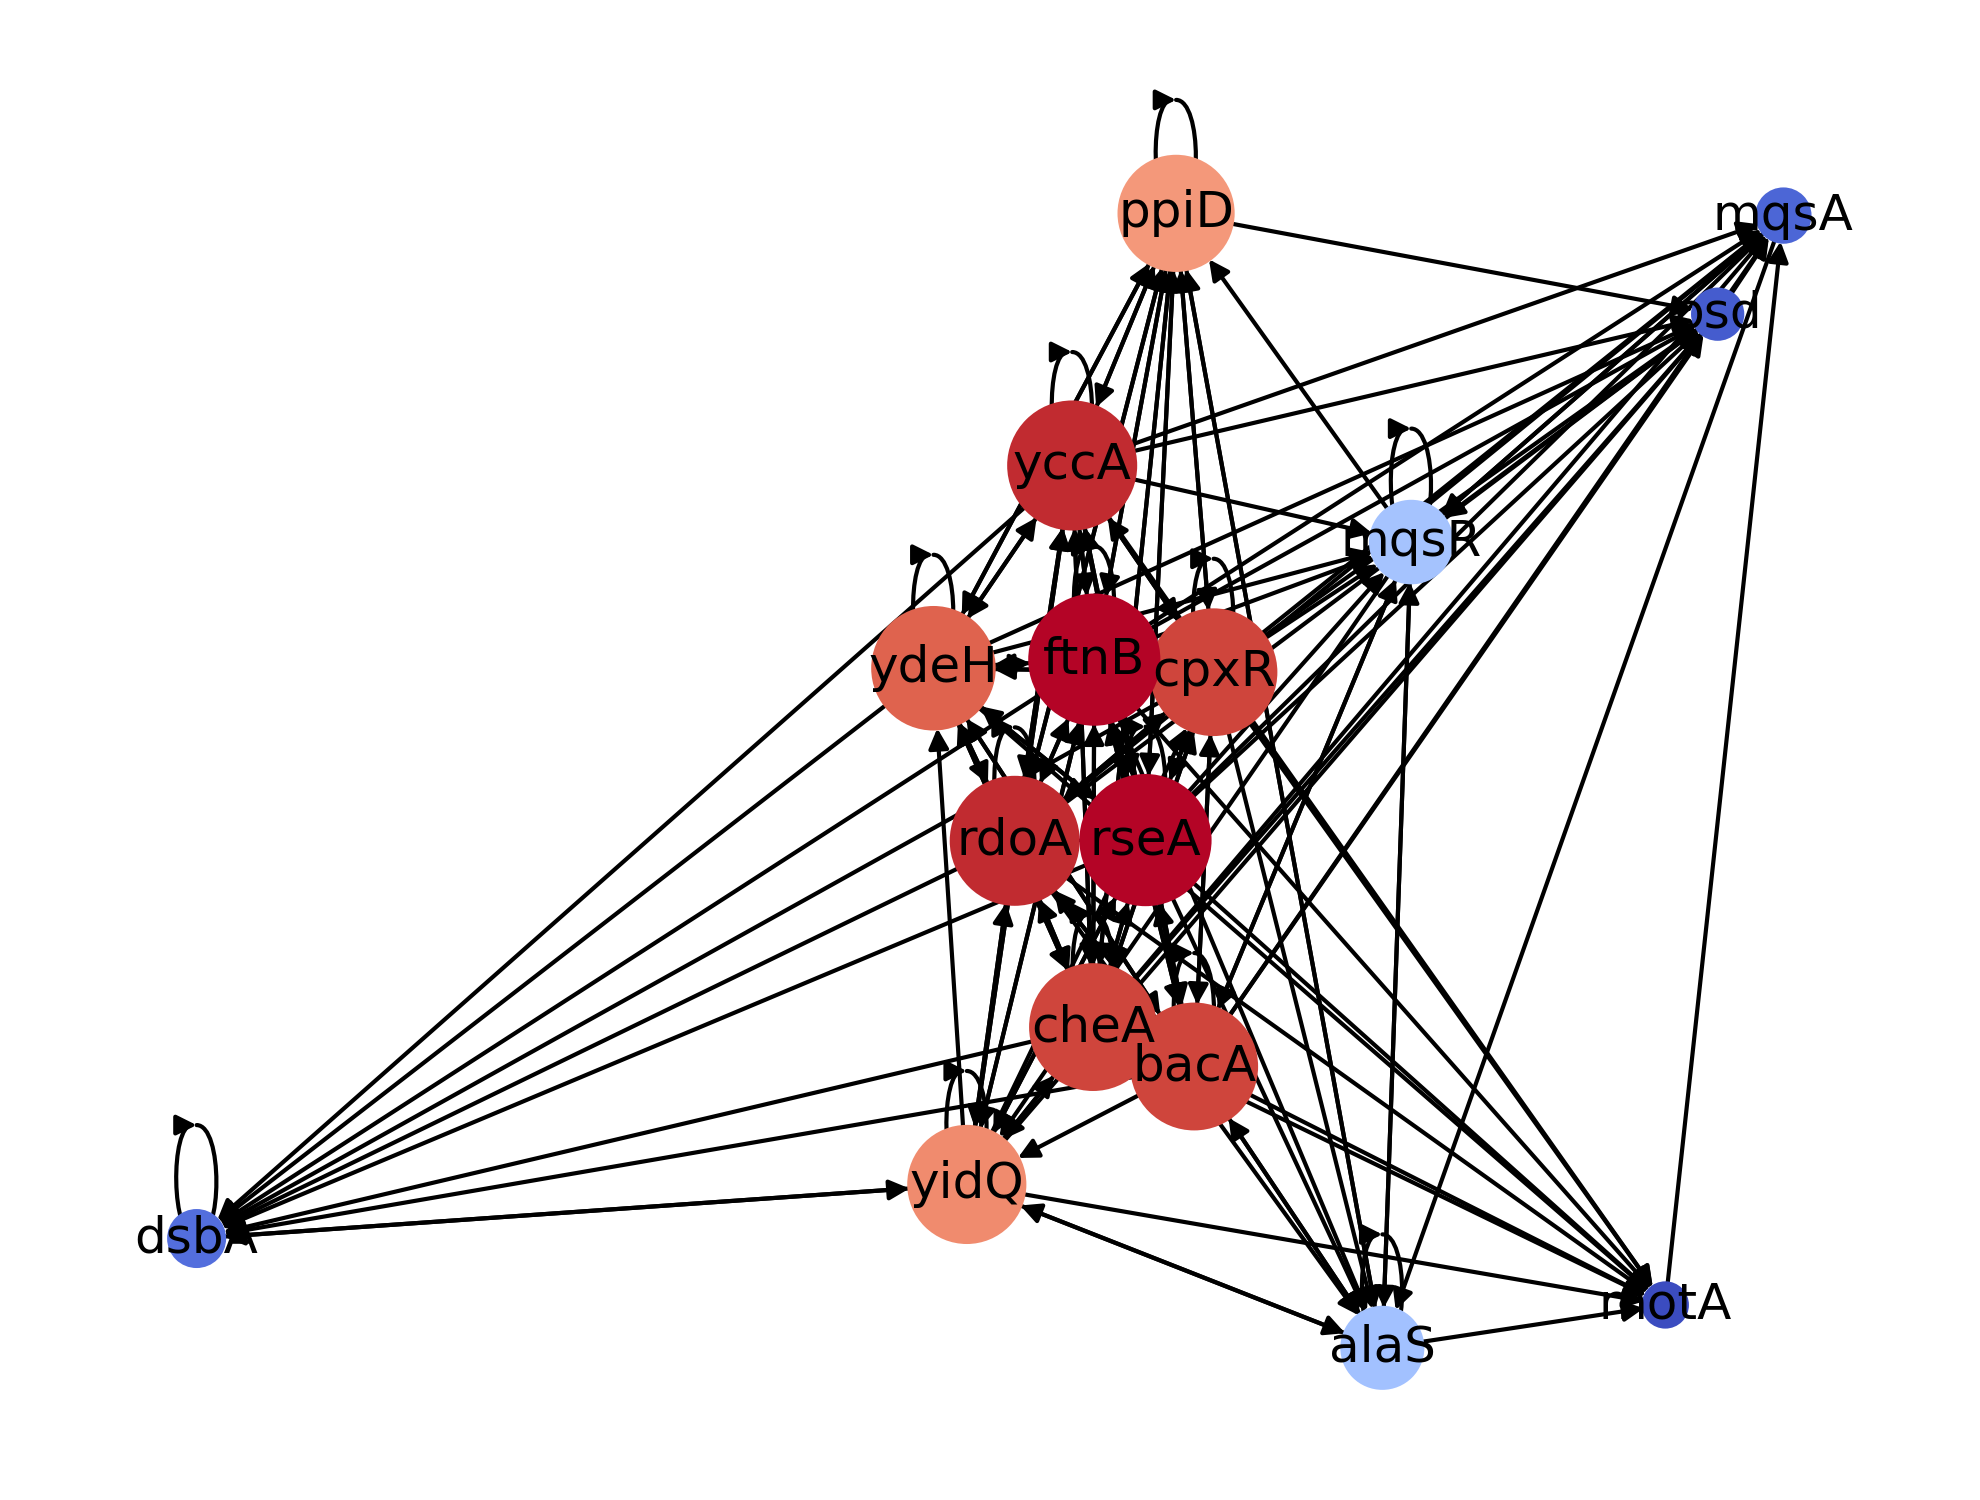 ppiD
mqsA
psd
yccA
mqsR
ydeH
ftnB
cpxR
rdoA
rseA
cheA
bacA
yidQ
dsbA
motA
alaS